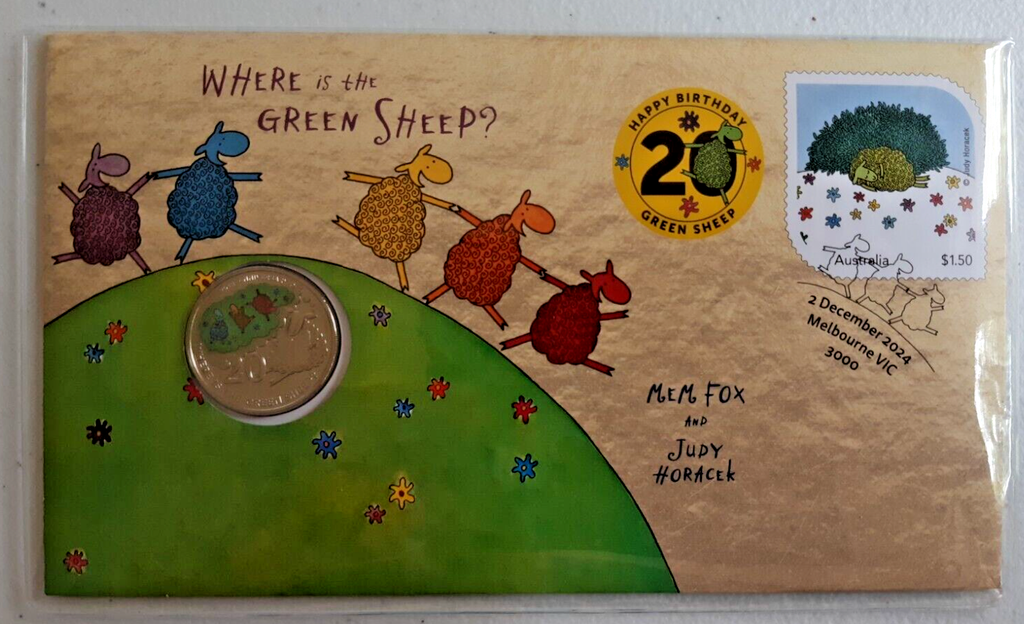 WHERE is the
GREEN SHEEP?
HAPPY BIRTHDAY
20
GREEN SHEEP
© Judy Horacek
Australia
$1.50
2 December 2024
Melbourne VIC
3000
MEM FOX
AND
JUDY
HORACEK
20